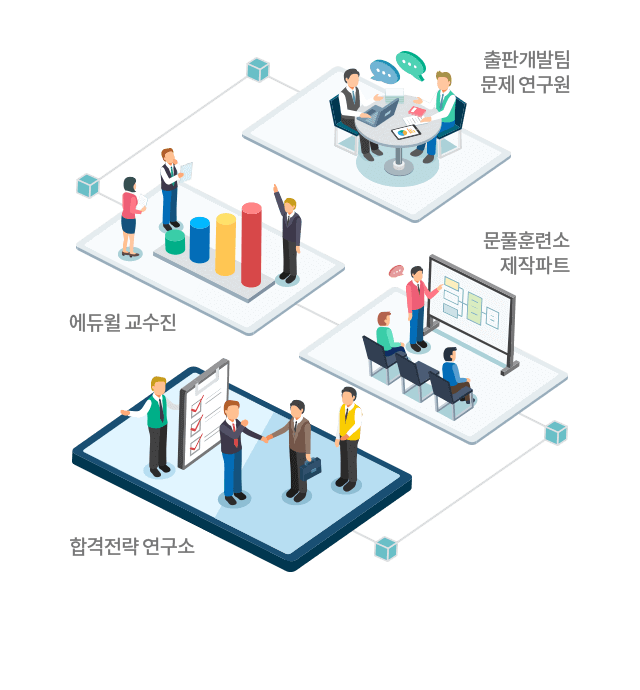 출판개발팀
문제 연구원
문풀훈련소
제작파트
에듀윌 교수진
합격전략 연구소